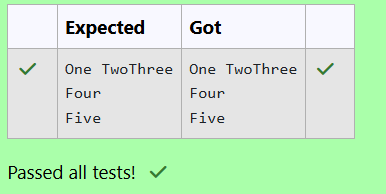 Expected Got
One TwoThree One TwoThree
Four Four
Five Five
Passed all tests!